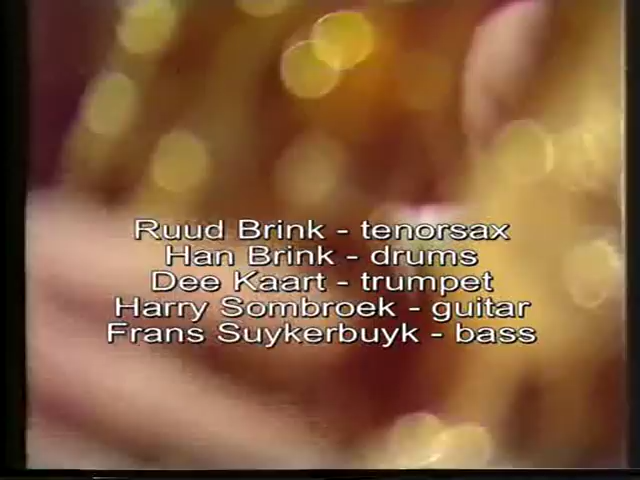 Ruud Brink - tenorsax
Han Brink - drums
Dee Kaart - trumpet
Harry Sombroek - guitar
Frans Suykerbuyk - bass